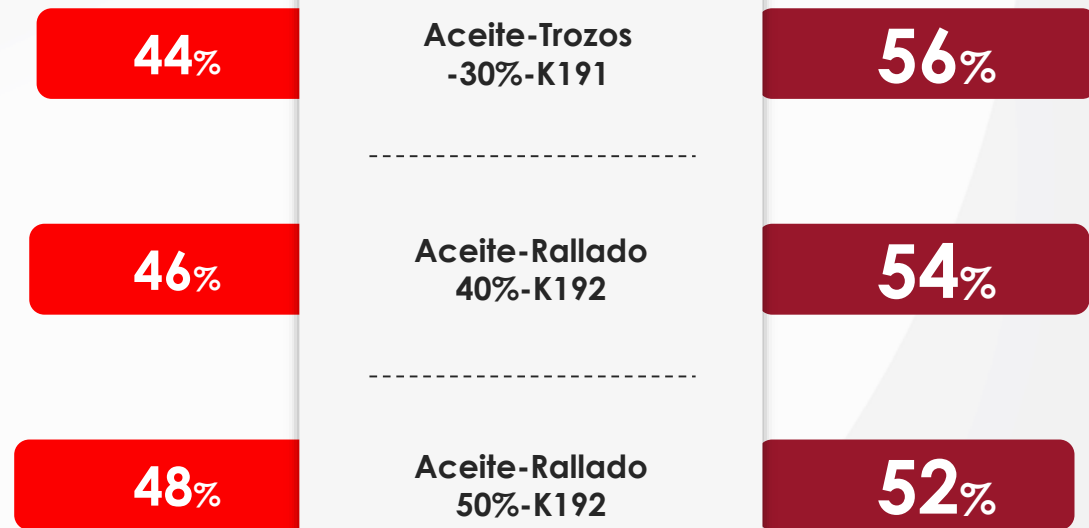 44%
Aceite-Trozos
-30%-K191
56%
46%
Aceite-Rallado
40%-K192
54%
48%
Aceite-Rallado
50%-K192
52%